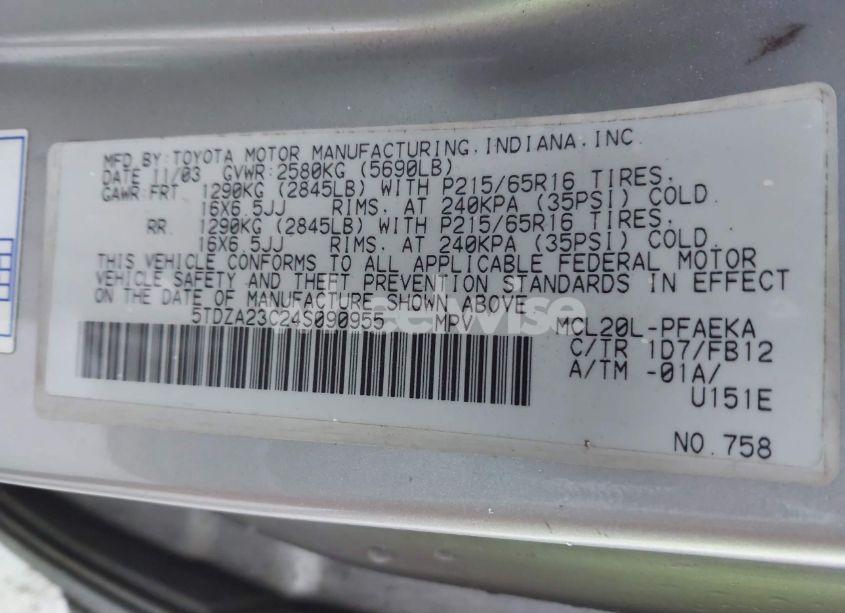 MFD.BY:TOYOTA MOTOR MANUFACTURING.INDIANA.INC.
DATE 11/03 GVWR:2580KG (5690LB)
GAWR:FRT 1290KG (2845LB) WITH P215/65R16 TIRES.
16X6.5JJ RIMS. AT 240KPA (35PSI) COLD.
RR. 1290KG (2845LB) WITH P215/65R16 TIRES.
16X6.5JJ RIMS. AT 240KPA (35PSI) COLD.
THIS VEHICLE CONFORMS TO ALL APPLICABLE FEDERAL MOTOR
VEHICLE SAFETY AND THEFT PREVENTION STANDARDS IN EFFECT
ON THE DATE OF MANUFACTURE SHOWN ABOVE.
5TDZA23C24S090955 MPV MCL20L-PFAEKA
C/TR 1D7/FB12
A/TM -01A/
U151E
NO.758